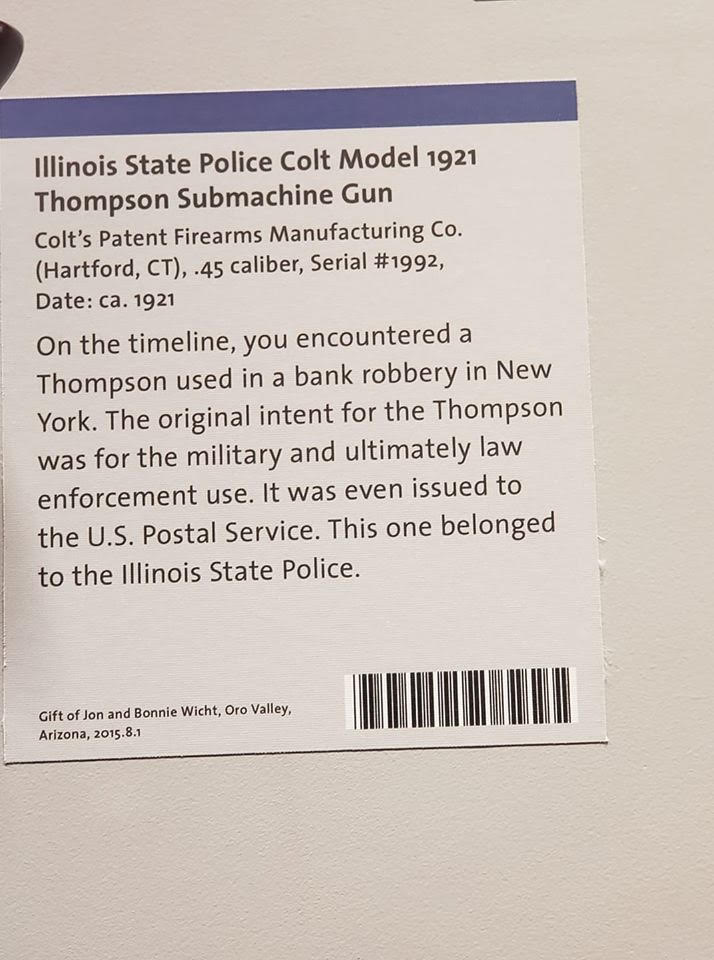 Illinois State Police Colt Model 1921
Thompson Submachine Gun
Colt's Patent Firearms Manufacturing Co.
(Hartford, CT), .45 caliber, Serial #1992,
Date: ca. 1921
On the timeline, you encountered a
Thompson used in a bank robbery in New
York. The original intent for the Thompson
was for the military and ultimately law
enforcement use. It was even issued to
the U.S. Postal Service. This one belonged
to the Illinois State Police.
Gift of Jon and Bonnie Wicht, Oro Valley,
Arizona, 2015.8.1